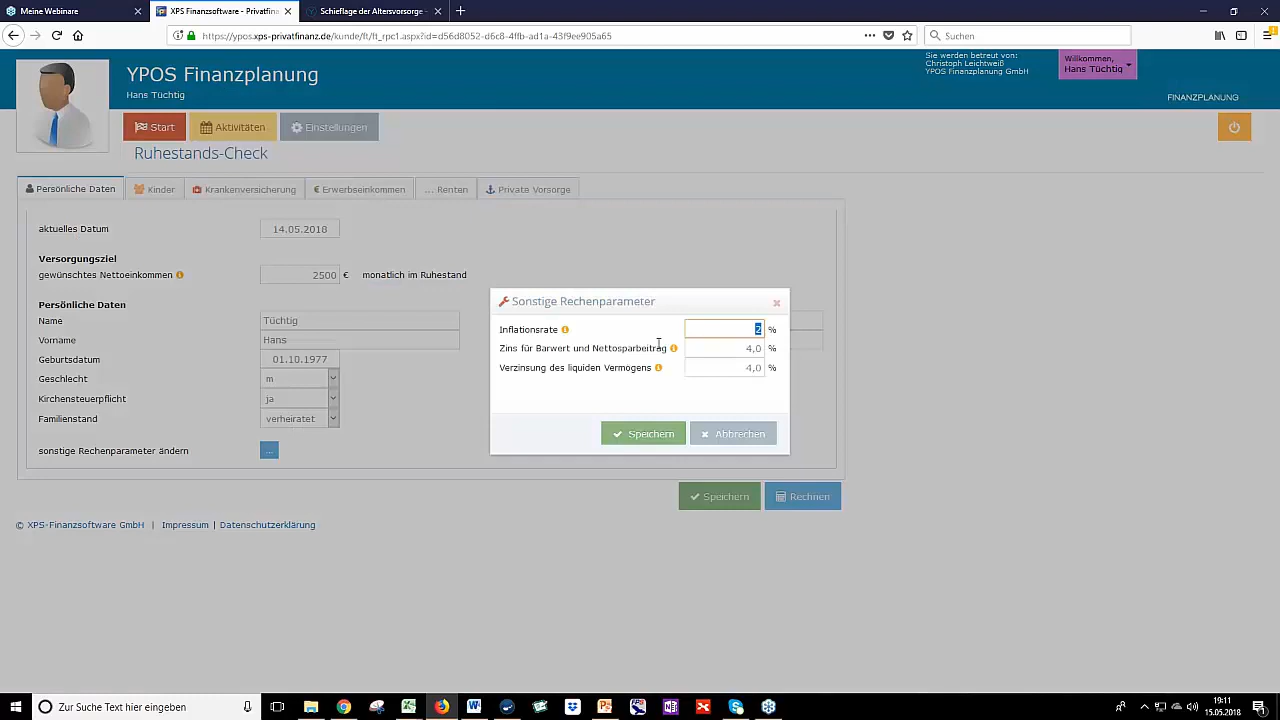 Meine Webinare
XPS Finanzsoftware - Privatfinan
Schieflage der Altersvorsorge -
https://ypos.xps-privatfinanz.de/kunde/ft/ft_rpc1.aspx?id=d56d8052-d6c8-4ffb-ad1a-43f9ee905a65
Suchen
YPOS Finanzplanung
Hans Tüchtig
Sie werden betreut von:
Christoph Leichtweiß
YPOS Finanzplanung GmbH
Willkommen,
Hans Tüchtig
FINANZPLANUNG
Start
Aktivitäten
Einstellungen
Ruhestands-Check
Persönliche Daten
Kinder
Krankenversicherung
€ Erwerbseinkommen
... Renten
Private Vorsorge
aktuelles Datum 14.05.2018
Versorgungsziel
gewünschtes Nettoeinkommen 2500 € monatlich im Ruhestand
Persönliche Daten
Name Tüchtig
Vorname Hans
Geburtsdatum 01.10.1977
Geschlecht m
Kirchensteuerpflicht ja
Familienstand verheiratet
sonstige Rechenparameter ändern ...
Sonstige Rechenparameter
Inflationsrate 2 %
Zins für Barwert und Nettosparbeitrag 4,0 %
Verzinsung des liquiden Vermögens 4,0 %
Speichern
Abbrechen
Speichern
Rechnen
© XPS-Finanzsoftware GmbH | Impressum | Datenschutzerklärung
Zur Suche Text hier eingeben
19:11
15.05.2018